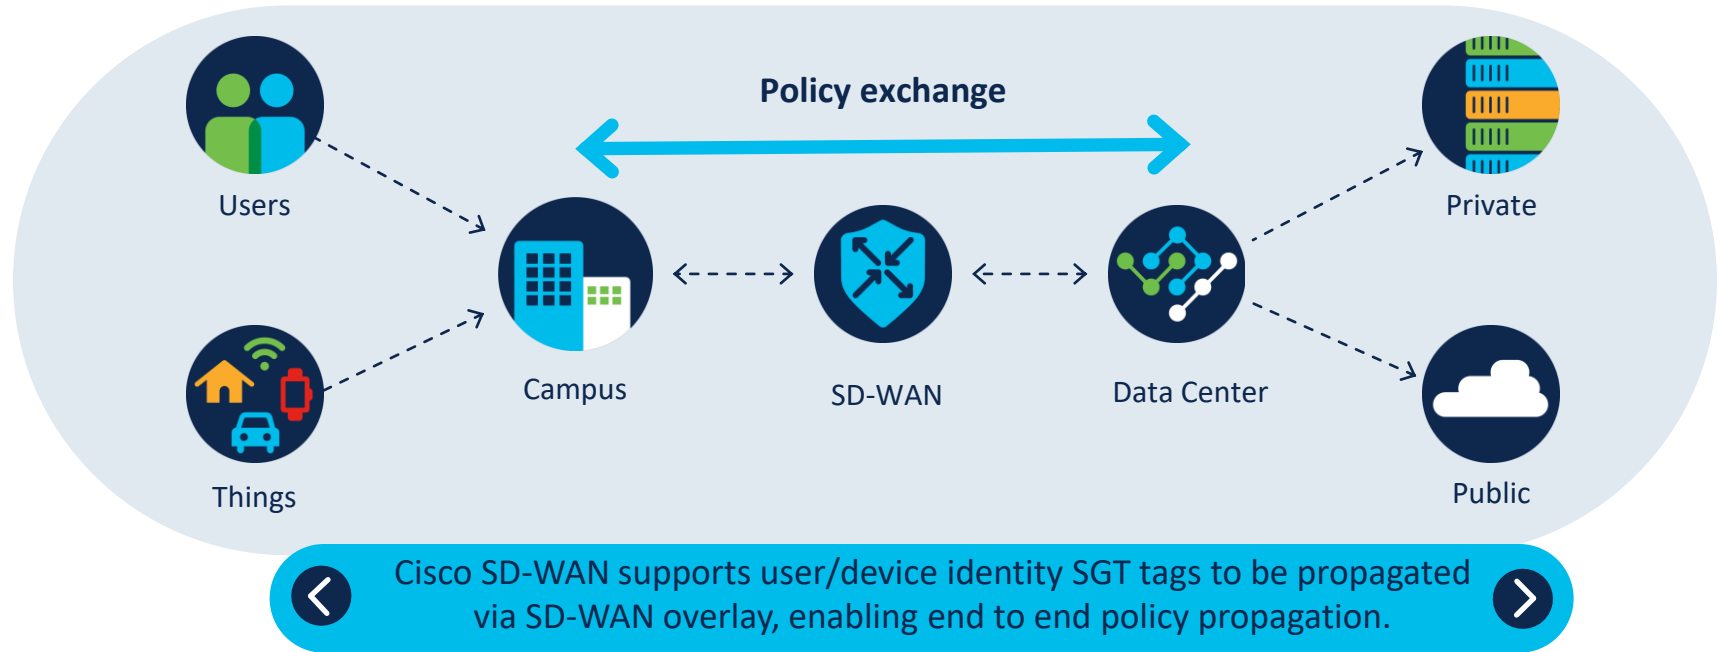 Policy exchange
Users
Private
Campus
SD-WAN
Data Center
Things
Public
Cisco SD-WAN supports user/device identity SGT tags to be propagated
via SD-WAN overlay, enabling end to end policy propagation.